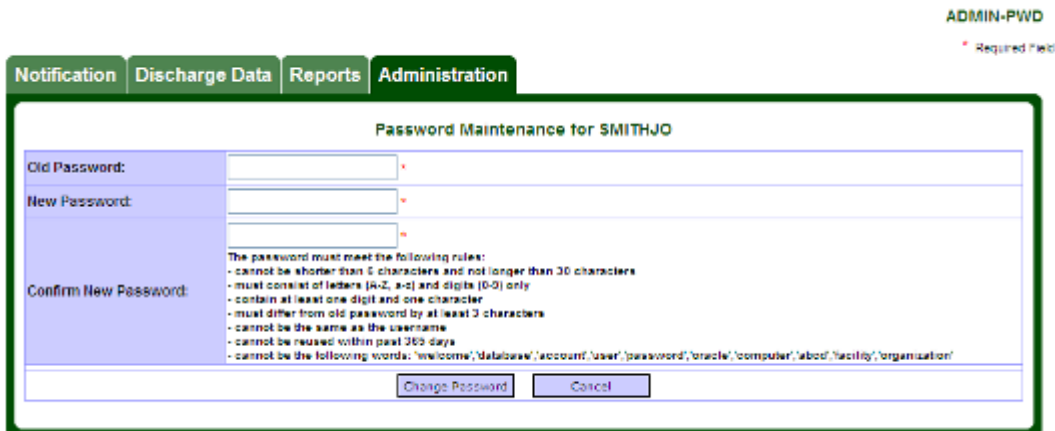 ADMIN-PWD
* Required Field
Notification Discharge Data Reports Administration
Password Maintenance for SMITHJO
Old Password: *
New Password: *
*
The password must meet the following rules:
- cannot be shorter than 6 characters and not longer than 30 characters
- must consist of letters (A-Z, a-z) and digits (0-9) only
- contain at least one digit and one character
- must differ from old password by at least 3 characters
- cannot be the same as the username
- cannot be reused within past 365 days
- cannot be the following words: 'welcome','database','account','user','password','oracle','computer','abcd','facility','organization'
Confirm New Password:
Change Password Cancel